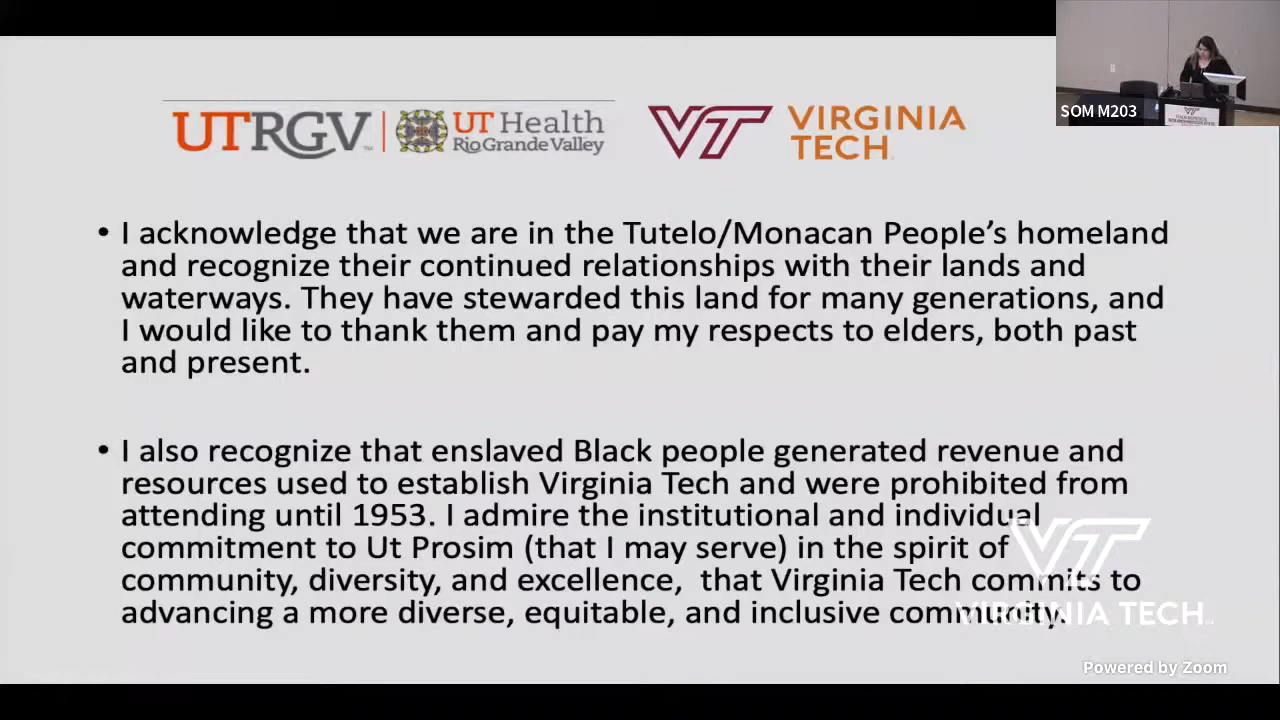 SOM M203
UTRGV™ | UT Health
Rio Grande Valley
VT VIRGINIA
TECH
• I acknowledge that we are in the Tutelo/Monacan People’s homeland
and recognize their continued relationships with their lands and
waterways. They have stewarded this land for many generations, and
I would like to thank them and pay my respects to elders, both past
and present.
• I also recognize that enslaved Black people generated revenue and
resources used to establish Virginia Tech and were prohibited from
attending until 1953. I admire the institutional and individual
commitment to Ut Prosim (that I may serve) in the spirit of
community, diversity, and excellence,  that Virginia Tech commits to
advancing a more diverse, equitable, and inclusive community.
VT
VIRGINIA TECH
Powered by Zoom